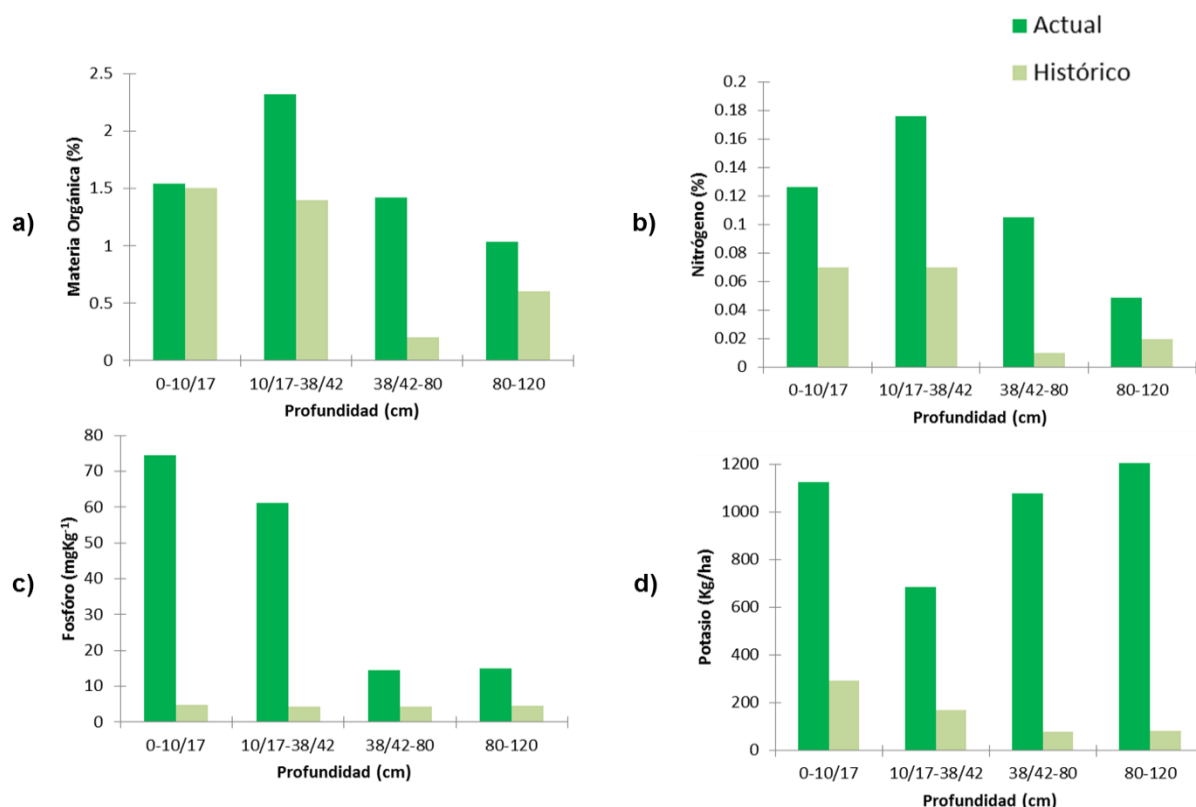 Actual
Histórico
a)
Materia Orgánica (%)
2.5
2
1.5
1
0.5
0
0-10/17 10/17-38/42 38/42-80 80-120
Profundidad (cm)
b)
Nitrógeno (%)
0.2
0.18
0.16
0.14
0.12
0.1
0.08
0.06
0.04
0.02
0
0-10/17 10/17-38/42 38/42-80 80-120
Profundidad (cm)
c)
Fosfóro (mgKg-1)
80
70
60
50
40
30
20
10
0
0-10/17 10/17-38/42 38/42-80 80-120
Profundidad (cm)
d)
Potasio (Kg/ha)
1200
1000
800
600
400
200
0
0-10/17 10/17-38/42 38/42-80 80-120
Profundidad (cm)